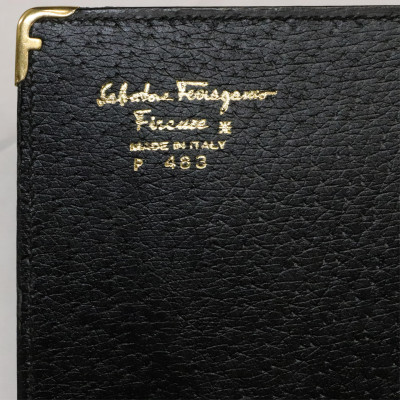 Salvatore Ferragamo
Firenze *
MADE IN ITALY
P 483